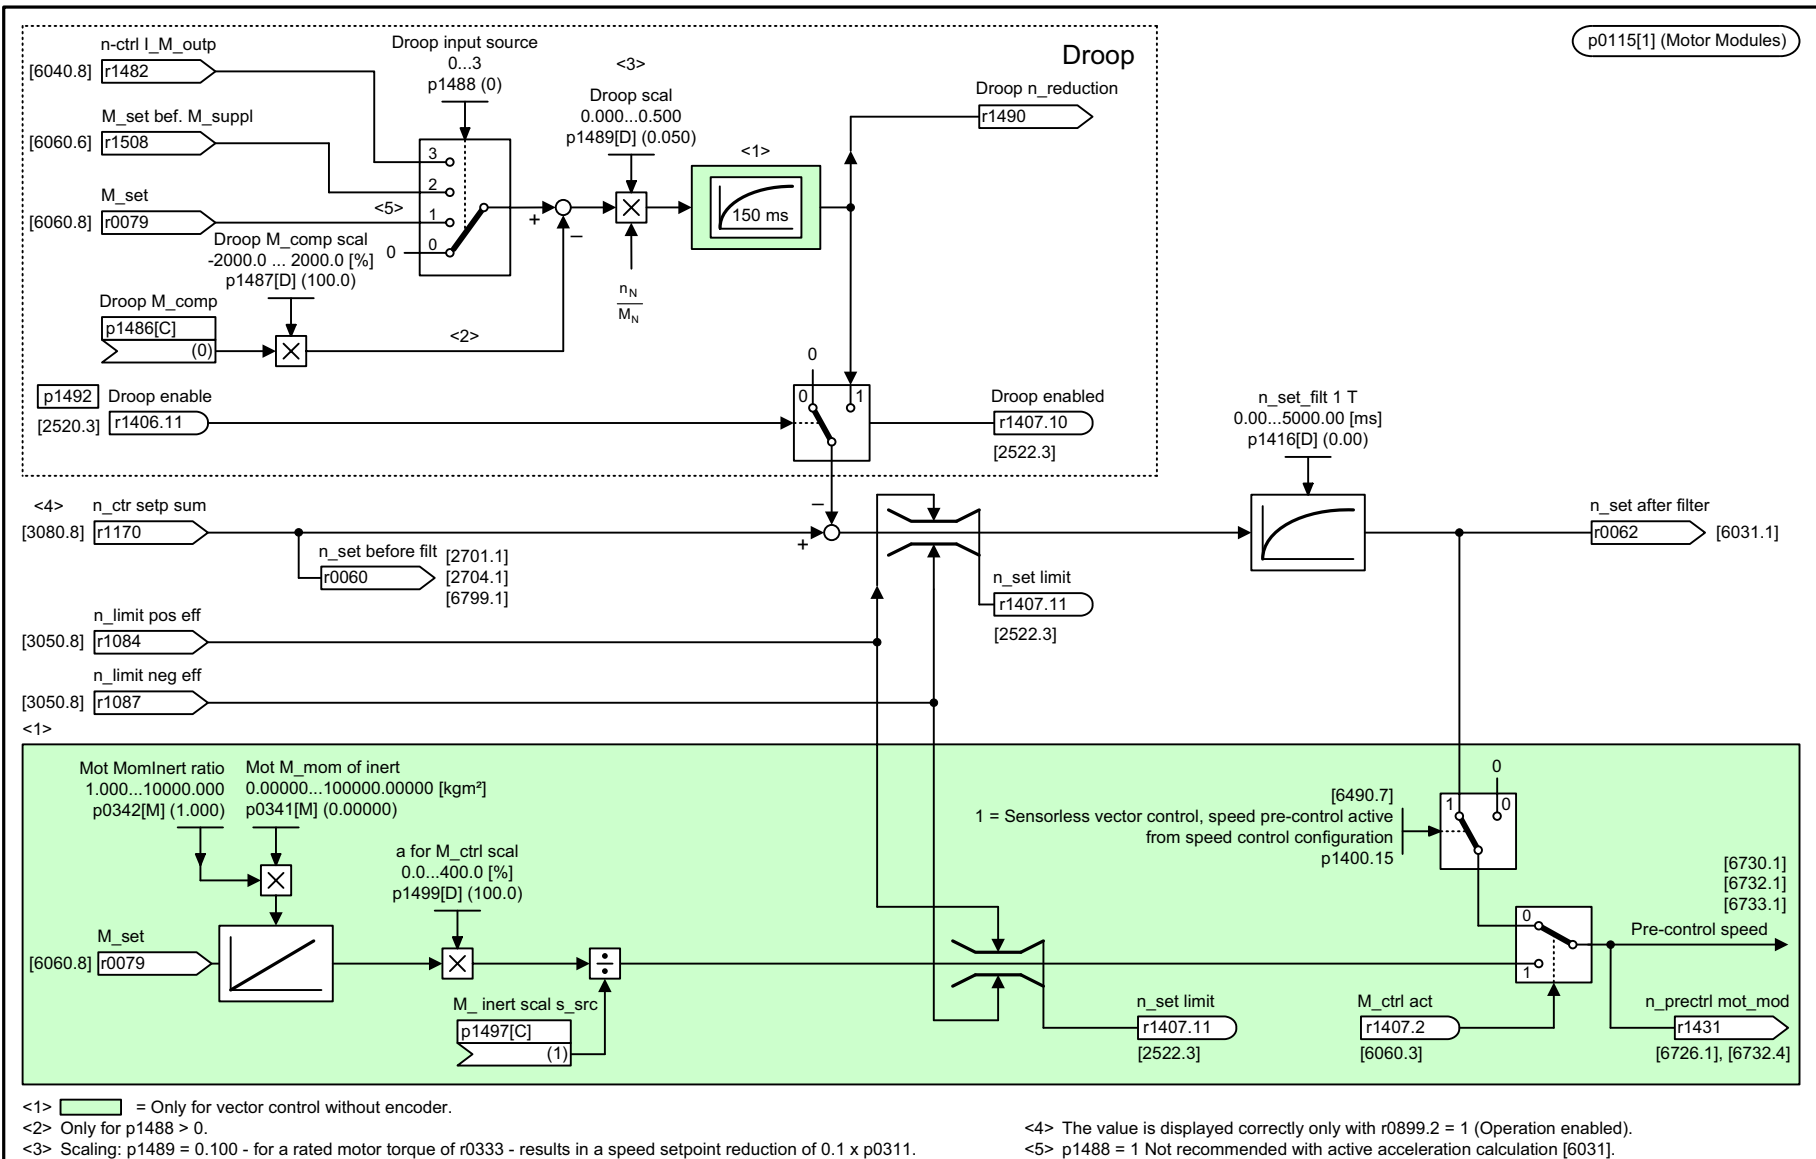 p0115[1] (Motor Modules)
Droop
n-ctrl I_M_outp
[6040.8] r1482
Droop input source
0...3
p1488 (0)
<3>
Droop scal
0.000...0.500
p1489[D] (0.050)
Droop n_reduction
r1490
M_set bef. M_suppl
[6060.6] r1508
<1>
150 ms
M_set
[6060.8] r0079
<5>
3
2
1
0
0
+
–
Droop M_comp scal
-2000.0 ... 2000.0 [%]
p1487[D] (100.0)
n N
M N
Droop M_comp
p1486[C]
(0)
<2>
p1492 Droop enable
[2520.3] r1406.11
0
0 1
Droop enabled
r1407.10
[2522.3]
n_set_filt 1 T
0.00...5000.00 [ms]
p1416[D] (0.00)
<4> n_ctr setp sum
[3080.8] r1170
–
+
n_set after filter
r0062 [6031.1]
n_set before filt
r0060
[2701.1]
[2704.1]
[6799.1]
n_set limit
r1407.11
[2522.3]
n_limit pos eff
[3050.8] r1084
n_limit neg eff
[3050.8] r1087
<1>
Mot MomInert ratio
1.000...10000.000
p0342[M] (1.000)
Mot M_mom of inert
0.00000...100000.00000 [kgm²]
p0341[M] (0.00000)
a for M_ctrl scal
0.0...400.0 [%]
p1499[D] (100.0)
[6490.7]
1 = Sensorless vector control, speed pre-control active
from speed control configuration
p1400.15
0
1 0
[6730.1]
[6732.1]
[6733.1]
Pre-control speed
0
1
M_set
[6060.8] r0079
M_ inert scal s_src
p1497[C]
(1)
n_set limit
r1407.11
[2522.3]
M_ctrl act
r1407.2
[6060.3]
n_prectrl mot_mod
r1431
[6726.1], [6732.4]
<1> = Only for vector control without encoder.
<2> Only for p1488 > 0.
<3> Scaling: p1489 = 0.100 - for a rated motor torque of r0333 - results in a speed setpoint reduction of 0.1 x p0311.
<4> The value is displayed correctly only with r0899.2 = 1 (Operation enabled).
<5> p1488 = 1 Not recommended with active acceleration calculation [6031].